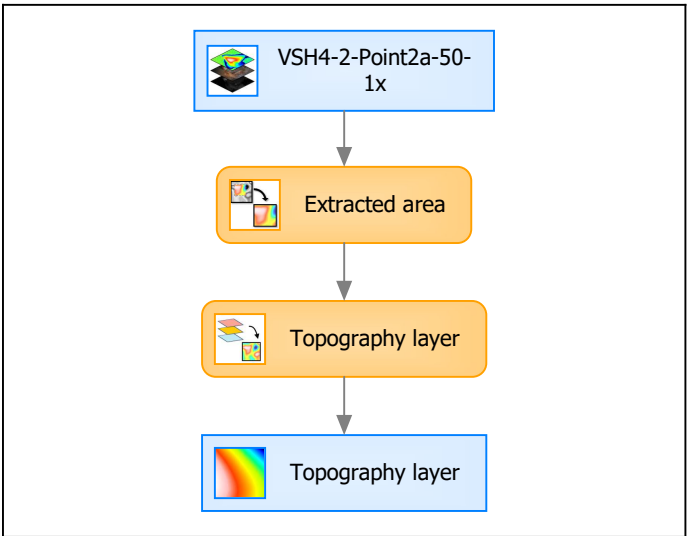 VSH4-2-Point2a-50-
1x
Extracted area
Topography layer
Topography layer